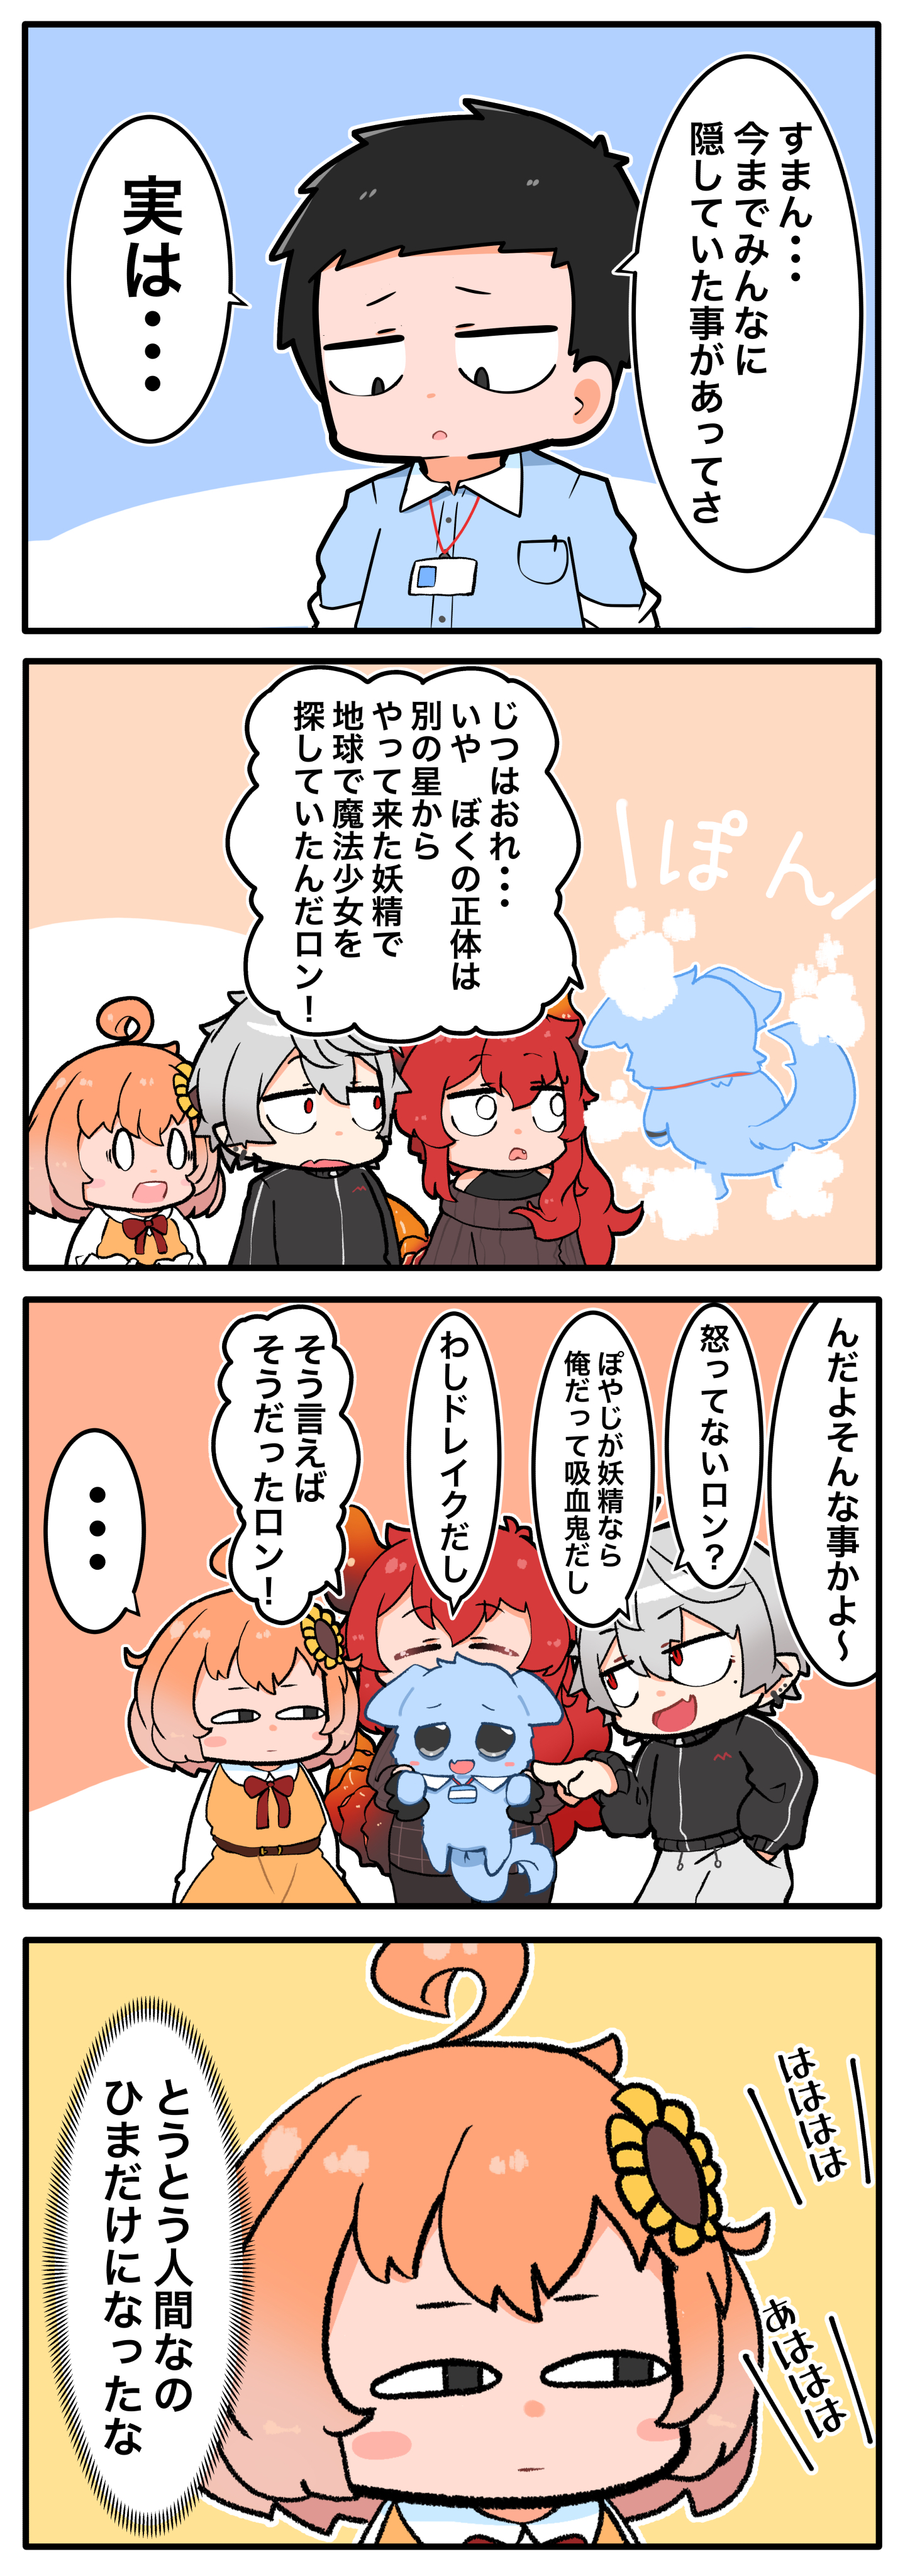 すまん・・・
今までみんなに
隠していた事があってさ
実は・・・
ぽん
じつはおれ・・・
いや　ぼくの正体は
別の星から
やって来た妖精で
地球で魔法少女を
探していたんだロン！
んだよそんな事かよ～
怒ってないロン？
ぽやじが妖精なら
俺だって吸血鬼だし
わしドレイクだし
そう言えば
そうだったロン！
・・・
はははは
あははは
とうとう人間なの
ひまだけになったな